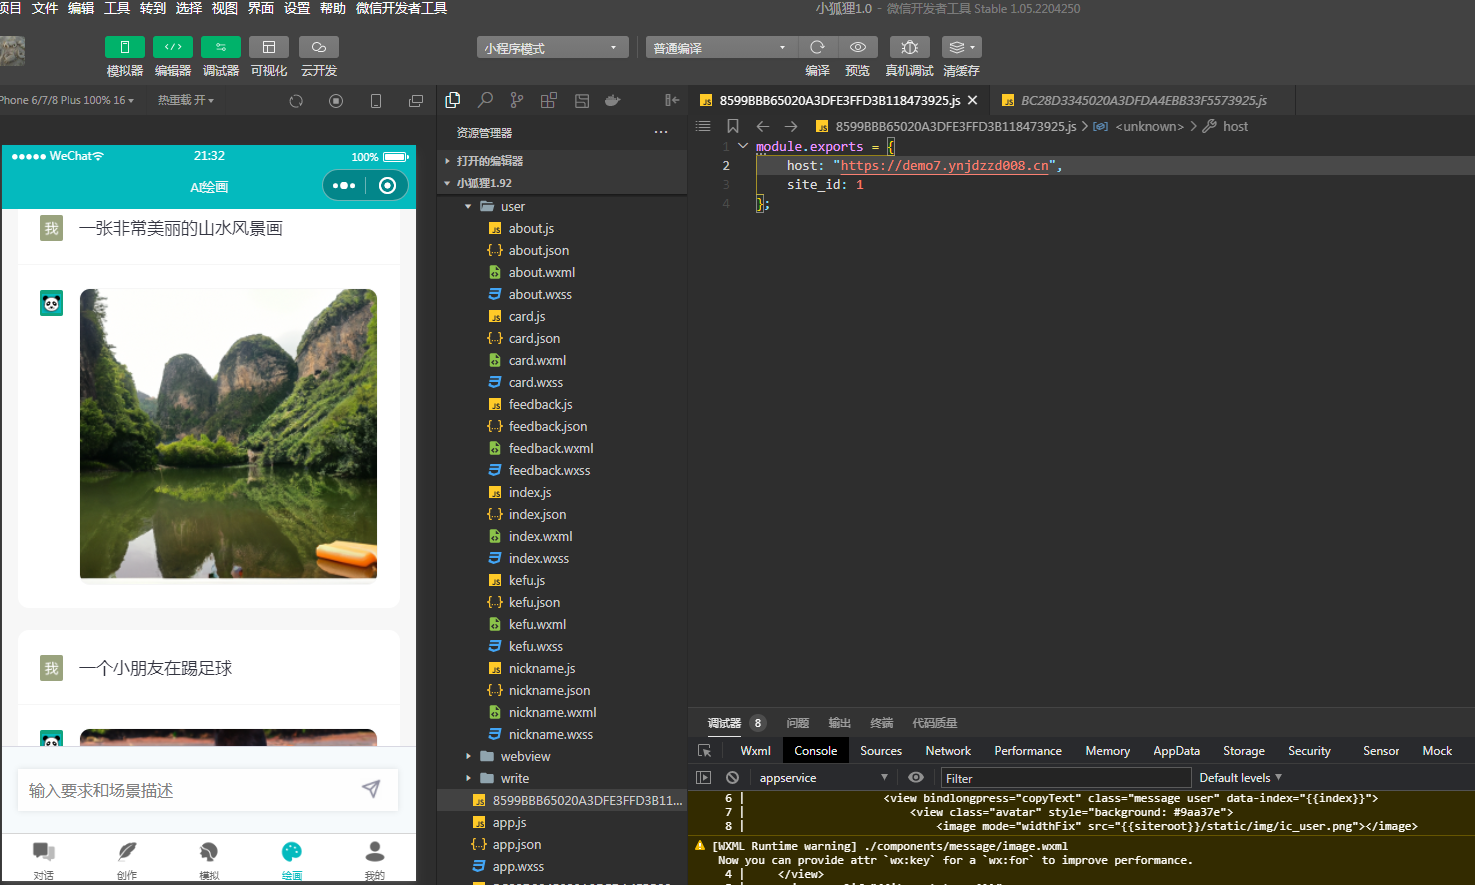 项目 文件 编辑 工具 转到 选择 视图 界面 设置 帮助 微信开发者工具
小狐狸1.0 - 微信开发者工具 Stable 1.05.2204250
模拟器 编辑器 调试器 可视化 云开发
小程序模式
普通编译
编译 预览 真机调试 清缓存
Phone 6/7/8 Plus 100% 16
热重载 开
WeChat
21:32
100%
AI绘画
我 一张非常美丽的山水风景画
我 一个小朋友在踢足球
输入要求和场景描述
对话 创作 模拟 绘画 我的
资源管理器
打开的编辑器
小狐狸1.92
user
about.js
about.json
about.wxml
about.wxss
card.js
card.json
card.wxml
card.wxss
feedback.js
feedback.json
feedback.wxml
feedback.wxss
index.js
index.json
index.wxml
index.wxss
kefu.js
kefu.json
kefu.wxml
kefu.wxss
nickname.js
nickname.json
nickname.wxml
nickname.wxss
webview
write
8599BBB65020A3DFE3FFD3B11...
app.js
app.json
app.wxss
8599BBB65020A3DFE3FFD3B118473925.js
BC28D3345020A3DFDA4EBB33F5573925.js
8599BBB65020A3DFE3FFD3B118473925.js > <unknown> > host
1 module.exports = {
2 host: "https://demo7.ynjdzzd008.cn",
3 site_id: 1
4 };
调试器 8 问题 输出 终端 代码质量
Wxml Console Sources Network Performance Memory AppData Storage Security Sensor Mock
appservice
Filter
Default levels
6 | <view bindlongpress="copyText" class="message user" data-index="{{index}}">
7 | <view class="avatar" style="background: #9aa37e">
8 | <image mode="widthFix" src="{{siteroot}}/static/img/ic_user.png"></image>
[WXML Runtime warning] ./components/message/image.wxml
Now you can provide attr `wx:key` for a `wx:for` to improve performance.
4 | </view>